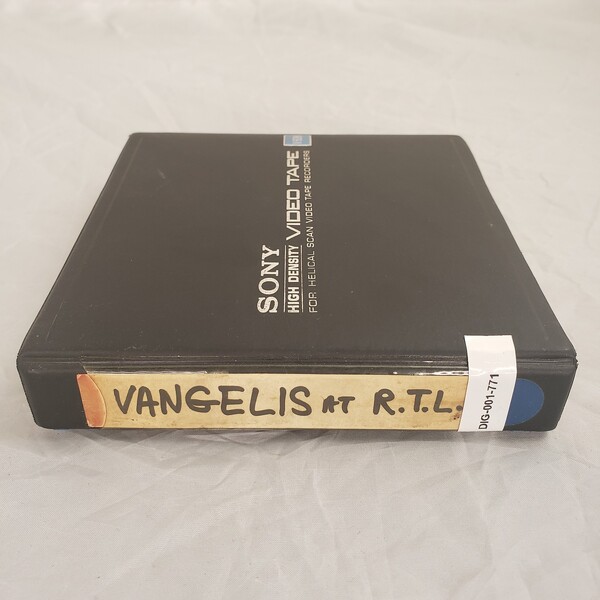 SONY
HIGH DENSITY VIDEO TAPE
FOR HELICAL SCAN VIDEO TAPE RECORDERS
VANGELIS AT R.T.L.
DIG-001-771